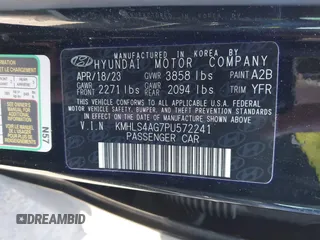 MANUFACTURED IN KOREA BY
HYUNDAI MOTOR COMPANY
APR/18/23 GVWR 3858 lbs PAINT A2B
GAWR FRONT 2271 lbs GAWR REAR 2094 lbs TRIM YFR
THIS VEHICLE CONFORMS TO ALL APPLICABLE U.S. FEDERAL MOTOR VEHICLE SAFETY, BUMPER, AND THEFT PREVENTION STANDARDS IN EFFECT ON THE DATE OF MANUFACTURE SHOWN ABOVE.
V.I.N KMHLS4AG7PU572241
PASSENGER CAR
N57
DREAMBID